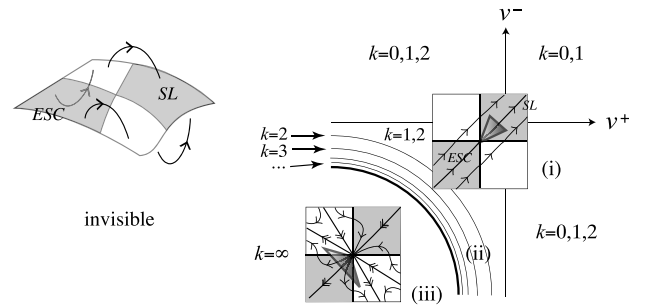 v⁻
k=0,1,2
k=0,1
SL
SL
ESC
v⁺
k=2
k=1,2
k=3
ESC
...
(i)
invisible
k=0,1,2
k=∞
(ii)
(iii)